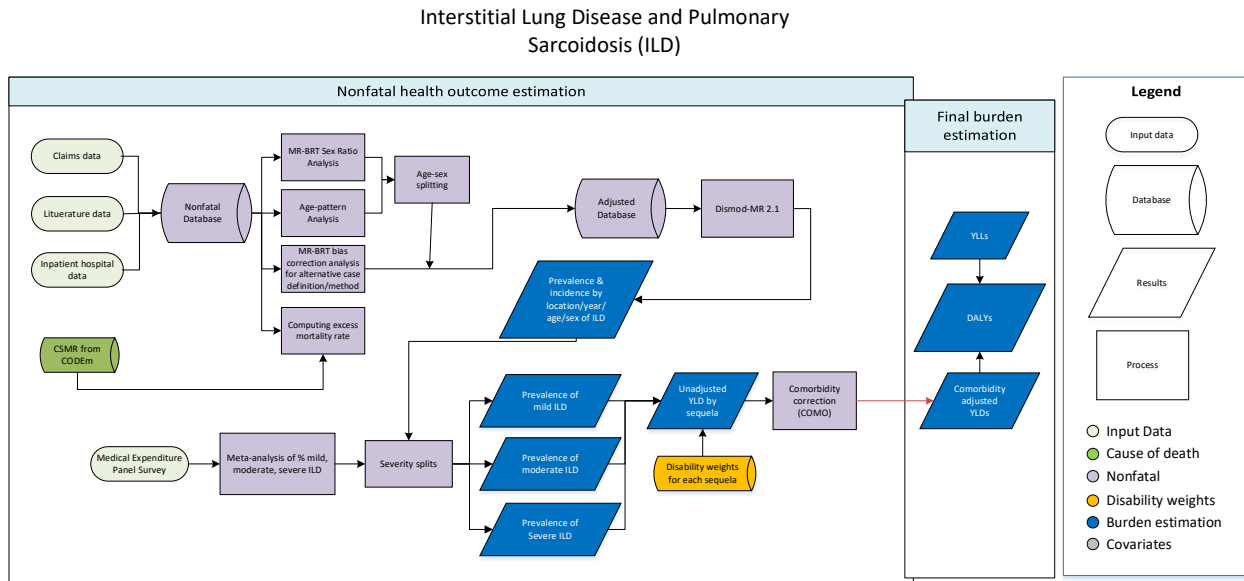 Interstitial Lung Disease and Pulmonary
Sarcoidosis (ILD)
Nonfatal health outcome estimation
Claims data
Lituerature data
Inpatient hospital
data
Nonfatal
Database
MR-BRT Sex Ratio
Analysis
Age-pattern
Analysis
MR-BRT bias
correction analysis
for alternative case
definition/method
Computing excess
mortality rate
Age-sex
splitting
Adjusted
Database
Dismod-MR 2.1
Prevalence &
incidence by
location/year/
age/sex of ILD
CSMR from
CODEm
Medical Expenditure
Panel Survey
Meta-analysis of % mild,
moderate, severe ILD
Severity splits
Prevalence of
mild ILD
Prevalence of
moderate ILD
Prevalence of
Severe ILD
Unadjusted
YLD by
sequela
Disability weights
for each sequela
Comorbidity
correction
(COMO)
Final burden
estimation
YLLs
DALYs
Comorbidity
adjusted
YLDs
Legend
Input data
Database
Results
Process
Input Data
Cause of death
Nonfatal
Disability weights
Burden estimation
Covariates